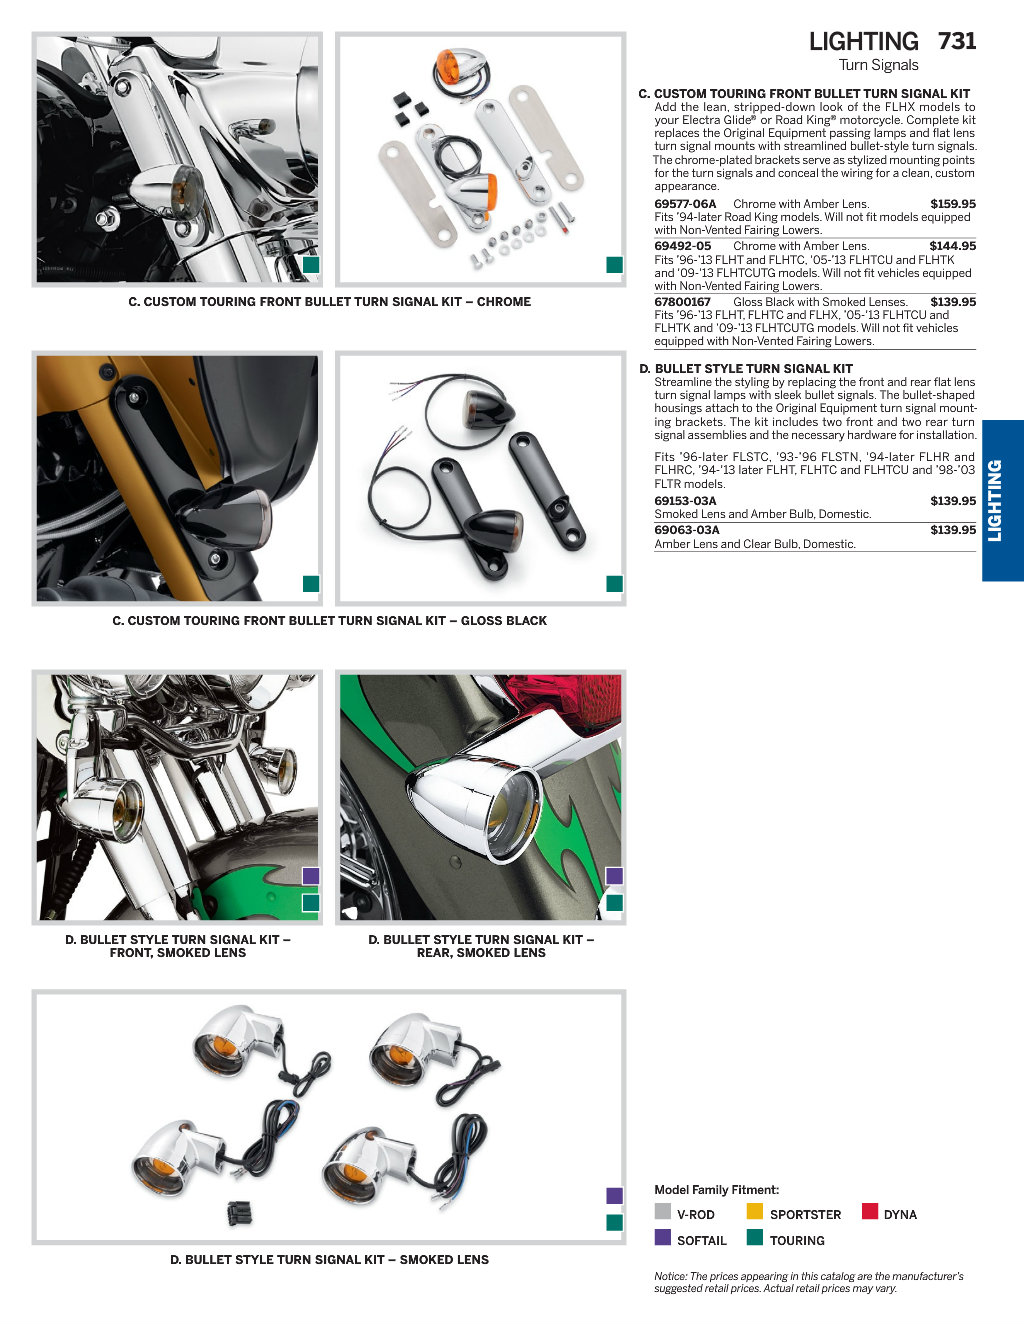 LIGHTING 731
Turn Signals
C. CUSTOM TOURING FRONT BULLET TURN SIGNAL KIT
Add the lean, stripped-down look of the FLHX models to
your Electra Glide® or Road King® motorcycle. Complete kit
replaces the Original Equipment passing lamps and flat lens
turn signal mounts with streamlined bullet-style turn signals.
The chrome-plated brackets serve as stylized mounting points
for the turn signals and conceal the wiring for a clean, custom
appearance.
69577-06A Chrome with Amber Lens. $159.95
Fits ’94-later Road King models. Will not fit models equipped
with Non-Vented Fairing Lowers.
69492-05 Chrome with Amber Lens. $144.95
Fits ’96-’13 FLHT and FLHTC, ‘05-’13 FLHTCU and FLHTK
and ‘09-’13 FLHTCUTG models. Will not fit vehicles equipped
with Non-Vented Fairing Lowers.
67800167 Gloss Black with Smoked Lenses. $139.95
Fits ’96-’13 FLHT, FLHTC and FLHX, ’05-‘13 FLHTCU and
FLHTK and ’09-’13 FLHTCUTG models. Will not fit vehicles
equipped with Non-Vented Fairing Lowers.
D. BULLET STYLE TURN SIGNAL KIT
Streamline the styling by replacing the front and rear flat lens
turn signal lamps with sleek bullet signals. The bullet-shaped
housings attach to the Original Equipment turn signal mount-
ing brackets. The kit includes two front and two rear turn
signal assemblies and the necessary hardware for installation.
Fits ’96-later FLSTC, ’93-’96 FLSTN, ’94-later FLHR and
FLHRC, ’94-’13 later FLHT, FLHTC and FLHTCU and ’98-’03
FLTR models.
69153-03A $139.95
Smoked Lens and Amber Bulb, Domestic.
69063-03A $139.95
Amber Lens and Clear Bulb, Domestic.
LIGHTING
C. CUSTOM TOURING FRONT BULLET TURN SIGNAL KIT – CHROME
C. CUSTOM TOURING FRONT BULLET TURN SIGNAL KIT – GLOSS BLACK
D. BULLET STYLE TURN SIGNAL KIT –
FRONT, SMOKED LENS
D. BULLET STYLE TURN SIGNAL KIT –
REAR, SMOKED LENS
D. BULLET STYLE TURN SIGNAL KIT – SMOKED LENS
Model Family Fitment:
V-ROD SPORTSTER DYNA
SOFTAIL TOURING
Notice: The prices appearing in this catalog are the manufacturer’s
suggested retail prices. Actual retail prices may vary.